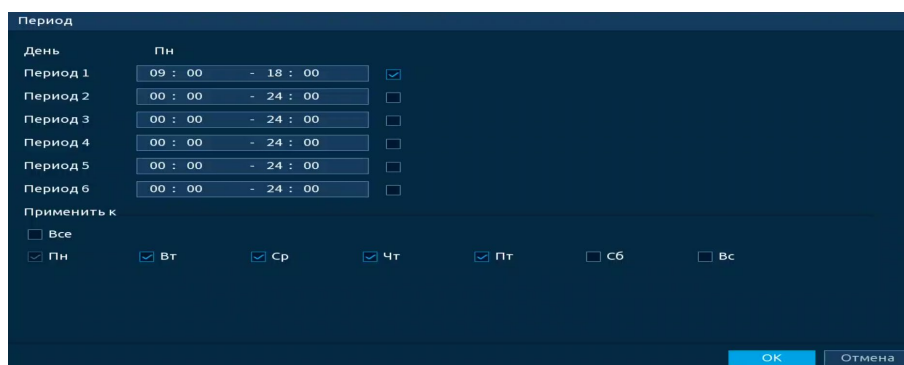 Период
День Пн
Период 1 09 : 00 - 18 : 00
Период 2 00 : 00 - 24 : 00
Период 3 00 : 00 - 24 : 00
Период 4 00 : 00 - 24 : 00
Период 5 00 : 00 - 24 : 00
Период 6 00 : 00 - 24 : 00
Применить к
Все
Пн Вт Ср Чт Пт Сб Вс
OK Отмена